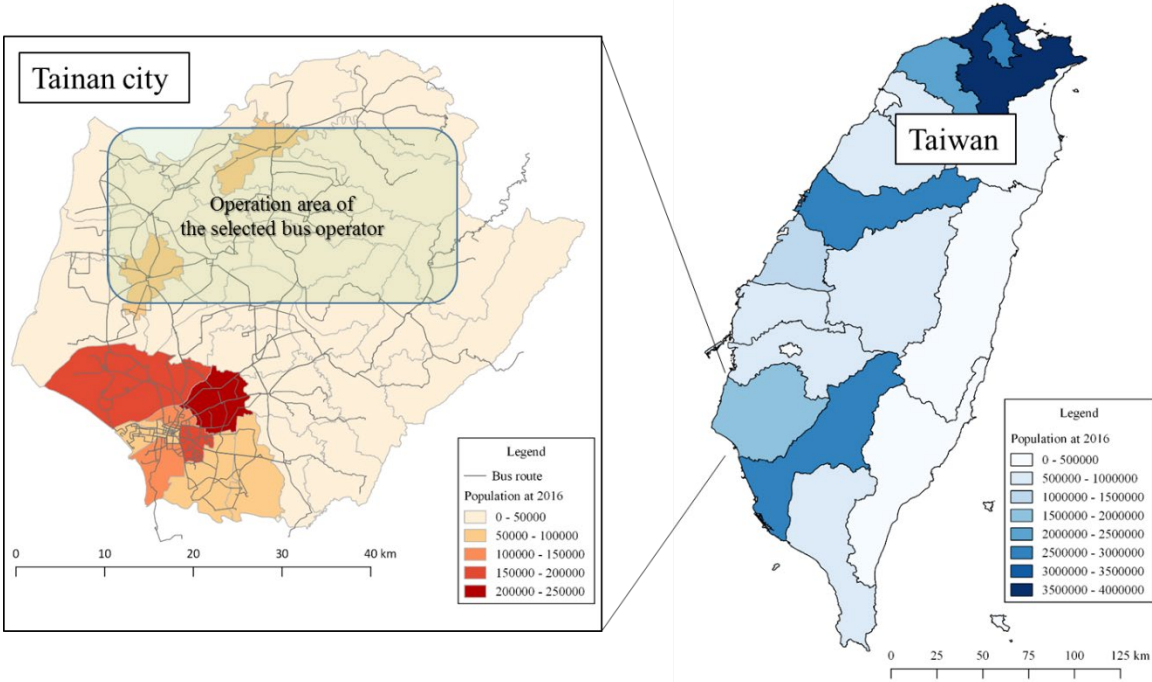 Tainan city
Operation area of
the selected bus operator
Legend
Bus route
Population at 2016
0 - 50000
50000 - 100000
100000 - 150000
150000 - 200000
200000 - 250000
0 10 20 30 40 km
Taiwan
Legend
Population at 2016
0 - 500000
500000 - 1000000
1000000 - 1500000
1500000 - 2000000
2000000 - 2500000
2500000 - 3000000
3000000 - 3500000
3500000 - 4000000
0 25 50 75 100 125 km